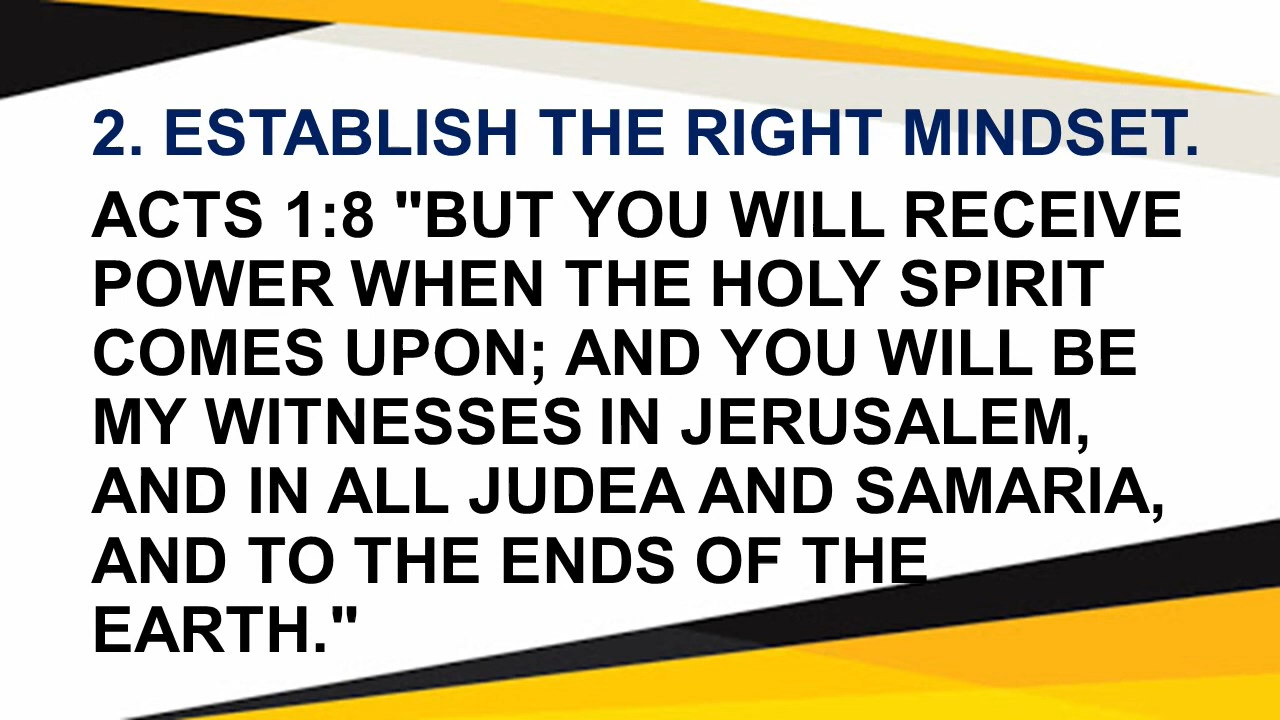 2. ESTABLISH THE RIGHT MINDSET.
ACTS 1:8 "BUT YOU WILL RECEIVE
POWER WHEN THE HOLY SPIRIT
COMES UPON; AND YOU WILL BE
MY WITNESSES IN JERUSALEM,
AND IN ALL JUDEA AND SAMARIA,
AND TO THE ENDS OF THE
EARTH."